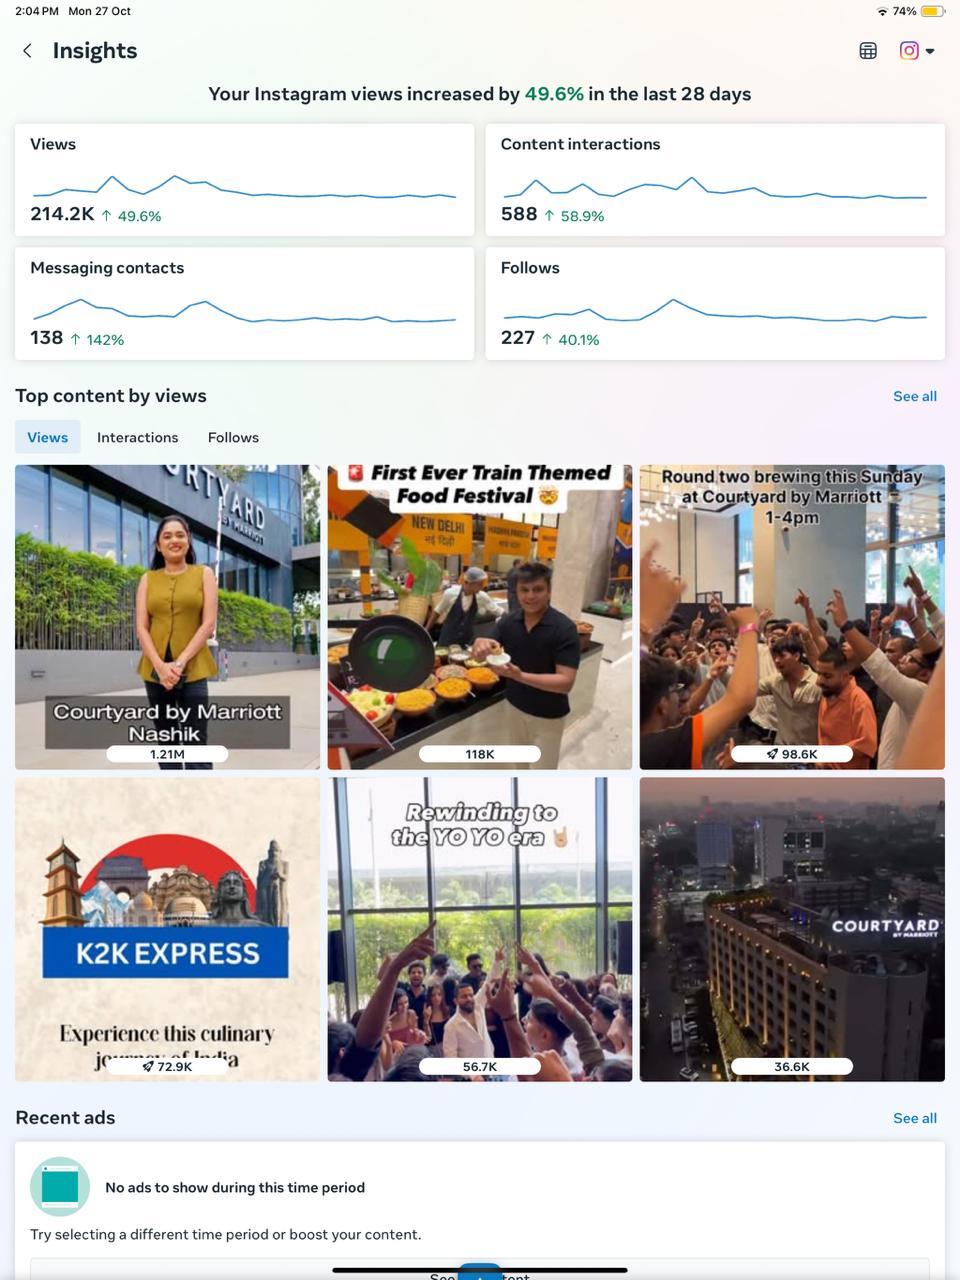 2:04 PM Mon 27 Oct
74%
Insights
Your Instagram views increased by 49.6% in the last 28 days
Views
214.2K ↑ 49.6%
Content interactions
588 ↑ 58.9%
Messaging contacts
138 ↑ 142%
Follows
227 ↑ 40.1%
Top content by views
See all
Views Interactions Follows
COURTYARD
BY MARRIOTT
Courtyard by Marriott
Nashik
1.21M
🚨 First Ever Train Themed
Food Festival 🤯
NEW DELHI
नई दिल्ली
MADHYA PRADESH
118K
Round two brewing this Sunday
at Courtyard by Marriott
1-4pm
98.6K
K2K EXPRESS
Experience this culinary
journey of India
72.9K
Rewinding to
the YO YO era 🤘🏻
56.7K
COURTYARD
BY MARRIOTT
36.6K
Recent ads
See all
No ads to show during this time period
Try selecting a different time period or boost your content.